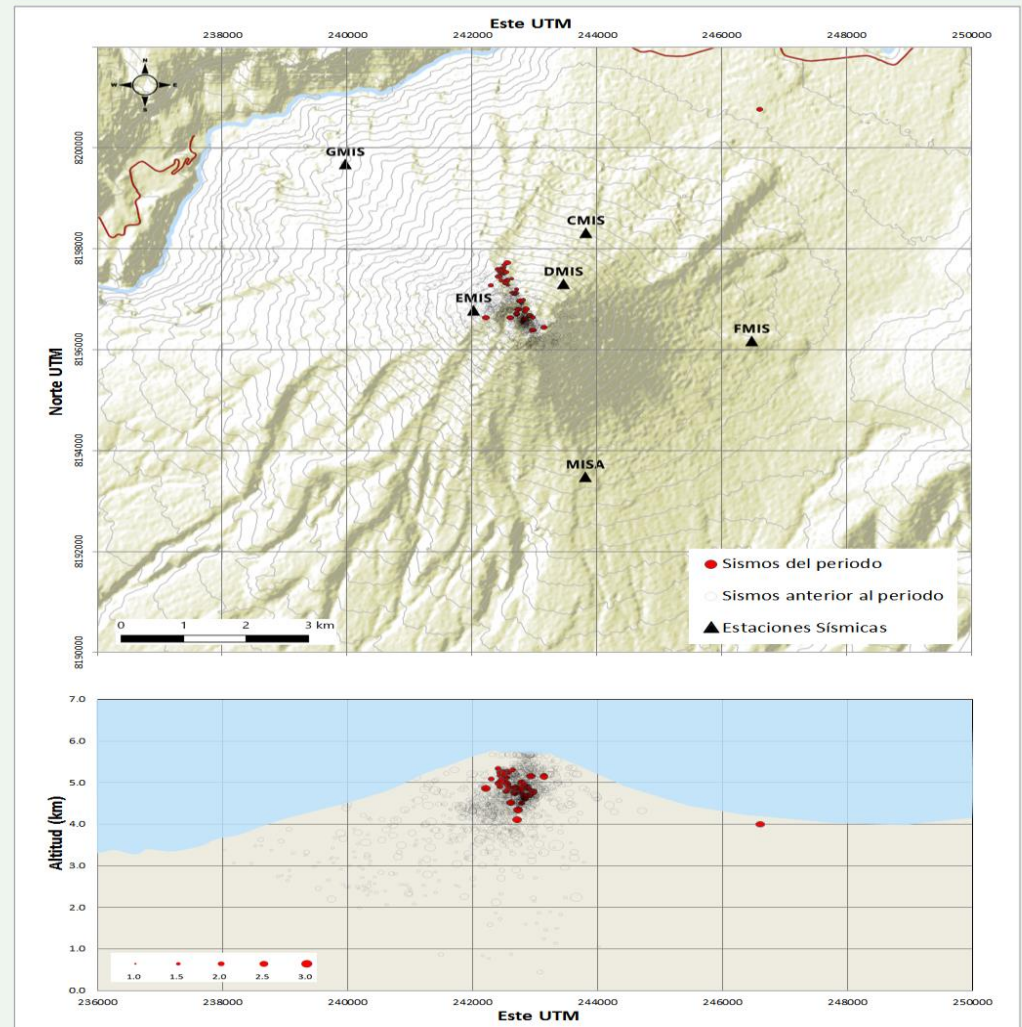 Este UTM
238000 240000 242000 244000 246000 248000 250000
8200000
8198000
8196000
8194000
8192000
8190000
Norte UTM
N
W E
S
GMIS
CMIS
DMIS
EMIS
FMIS
MISA
Sismos del periodo
Sismos anterior al periodo
Estaciones Sísmicas
0 1 2 3 km
7.0
6.0
5.0
4.0
3.0
2.0
1.0
0.0
Altitud (km)
1.0 1.5 2.0 2.5 3.0
236000 238000 240000 242000 244000 246000 248000 250000
Este UTM